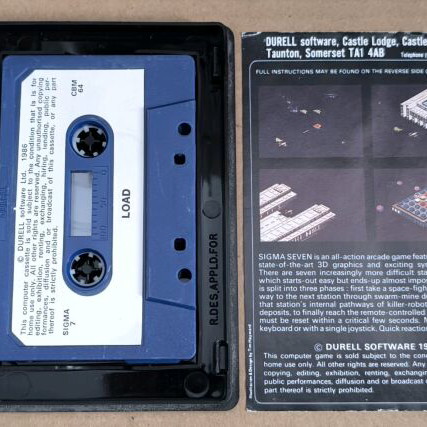 © DURELL software Ltd. 1986
This computer cassette is sold subject to the condition that it is for
home use only. All other rights are reserved. Any unauthorised copying
editing, exhibition, renting, exchanging, hiring, lending, public per-
formances, diffusion and or broadcast of this cassette, or any part
thereof is strictly prohibited.
SIGMA
7
CBM
64
LOAD
R.DES.APPLD.FOR
DURELL software, Castle Lodge, Castle
Taunton, Somerset TA1 4AB
Telephone
FULL INSTRUCTIONS MAY BE FOUND ON THE REVERSE SIDE
SIGMA SEVEN is an all-action arcade game
state-of-the-art 3D graphics and exciting
There are seven increasingly more difficult
which starts-out easy but ends-up almost
is split into three phases: first take a
way to the next station through swarm-mine
that station's internal pathways of
deposits, to finally reach the remote-controlled
must be reset within a critical few seconds.
keyboard or with a single joystick. Quick
© DURELL SOFTWARE
This computer game is sold subject to the
home use only. All other rights are reserved. Any
copying, editing, exhibition, renting,
public performances, diffusion and or broadcast
part thereof is strictly prohibited.